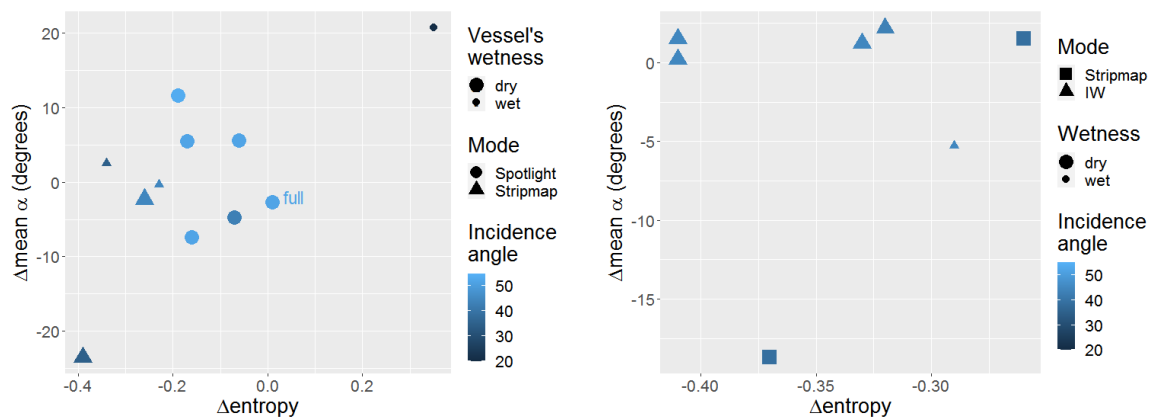 20
10
0
-10
-20
-0.4
-0.2
0.0
0.2
Δmean α (degrees)
Δentropy
full
Vessel's
wetness
dry
wet
Mode
Spotlight
Stripmap
Incidence
angle
50
40
30
20
0
-5
-10
-15
-0.40
-0.35
-0.30
Δmean α (degrees)
Δentropy
Mode
Stripmap
IW
Wetness
dry
wet
Incidence
angle
50
40
30
20